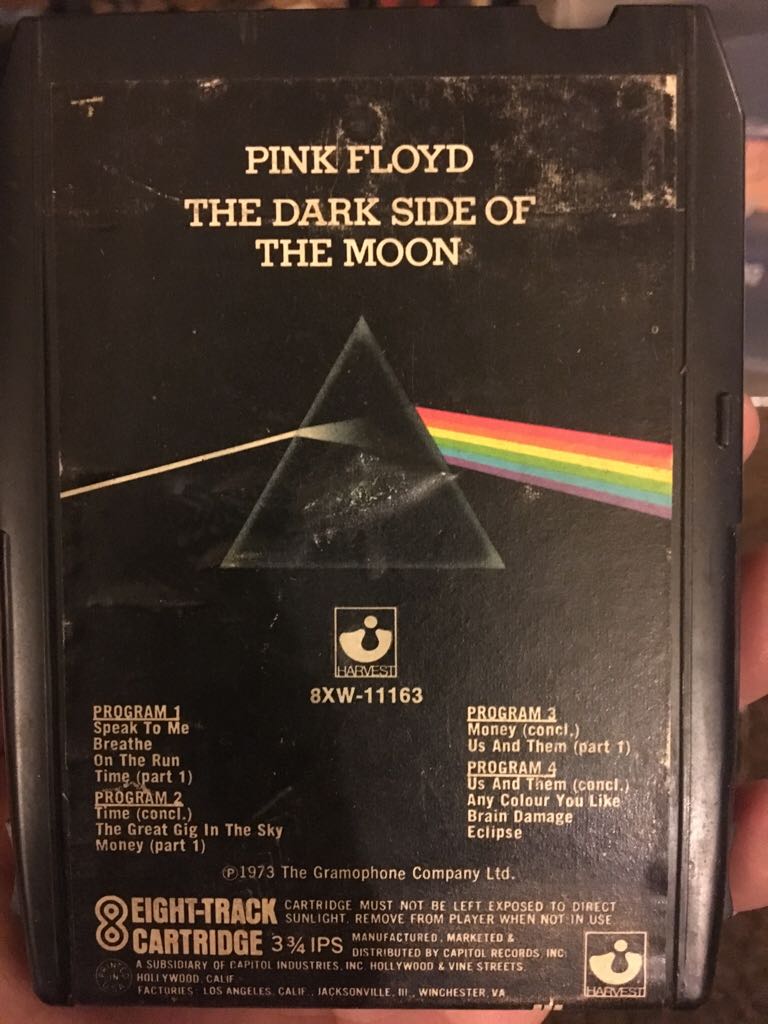 PINK FLOYD
THE DARK SIDE OF
THE MOON
HARVEST
8XW-11163
PROGRAM 1
Speak To Me
Breathe
On The Run
Time (part 1)
PROGRAM 2
Time (concl.)
The Great Gig In The Sky
Money (part 1)
PROGRAM 3
Money (concl.)
Us And Them (part 1)
PROGRAM 4
Us And Them (concl.)
Any Colour You Like
Brain Damage
Eclipse
℗1973 The Gramophone Company Ltd.
8 EIGHT-TRACK
CARTRIDGE 3¾ IPS
CARTRIDGE MUST NOT BE LEFT EXPOSED TO DIRECT
SUNLIGHT. REMOVE FROM PLAYER WHEN NOT IN USE
MANUFACTURED, MARKETED &
DISTRIBUTED BY CAPITOL RECORDS, INC.
A SUBSIDIARY OF CAPITOL INDUSTRIES, INC. HOLLYWOOD & VINE STREETS,
HOLLYWOOD, CALIF.
FACTORIES: LOS ANGELES, CALIF., JACKSONVILLE, ILL., WINCHESTER, VA.
HARVEST